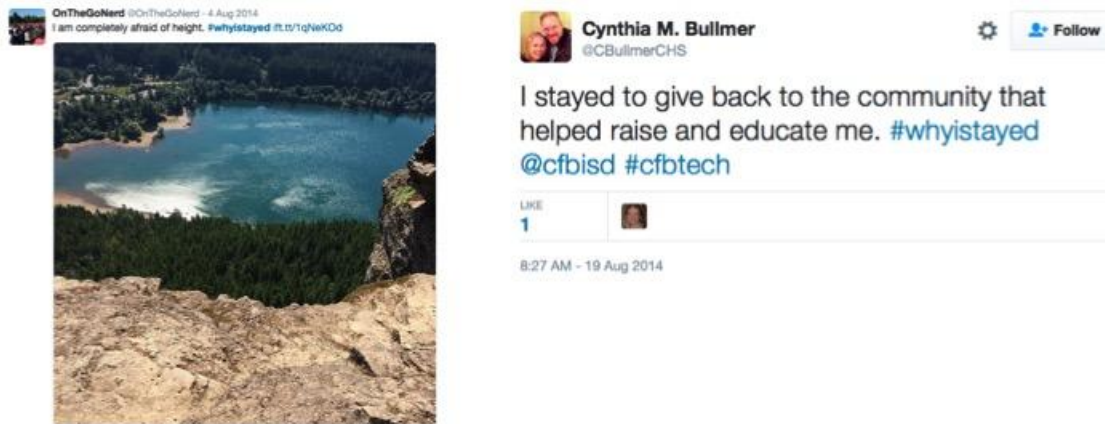 OnTheGoNerd @OnTheGoNerd - 4 Aug 2014
I am completely afraid of height. #whyistayed ift.tt/1qNeKOd
Cynthia M. Bullmer
@CBullmerCHS
Follow
I stayed to give back to the community that
helped raise and educate me. #whyistayed
@cfbisd #cfbtech
LIKE
1
8:27 AM - 19 Aug 2014